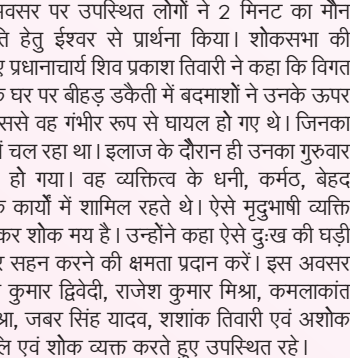 अवसर पर उपस्थित लोगों ने 2 मिनट का मौन
हेतु ईश्वर से प्रार्थना किया। शोकसभा की
प्रधानाचार्य शिव प्रकाश तिवारी ने कहा कि विगत
घर पर बीहड़ डकैती में बदमाशों ने उनके ऊपर
वह गंभीर रूप से घायल हो गए थे। जिनका
चल रहा था। इलाज के दौरान ही उनका गुरुवार
हो गया। वह व्यक्तित्व के धनी, कर्मठ, बेहद
कार्यों में शामिल रहते थे। ऐसे मृदुभाषी व्यक्ति
शोक मय है। उन्होंने कहा ऐसे दुःख की घड़ी
सहन करने की क्षमता प्रदान करें। इस अवसर
कुमार द्विवेदी, राजेश कुमार मिश्रा, कमलाकांत
जबर सिंह यादव, शशांक तिवारी एवं अशोक
एवं शोक व्यक्त करते हुए उपस्थित रहे।